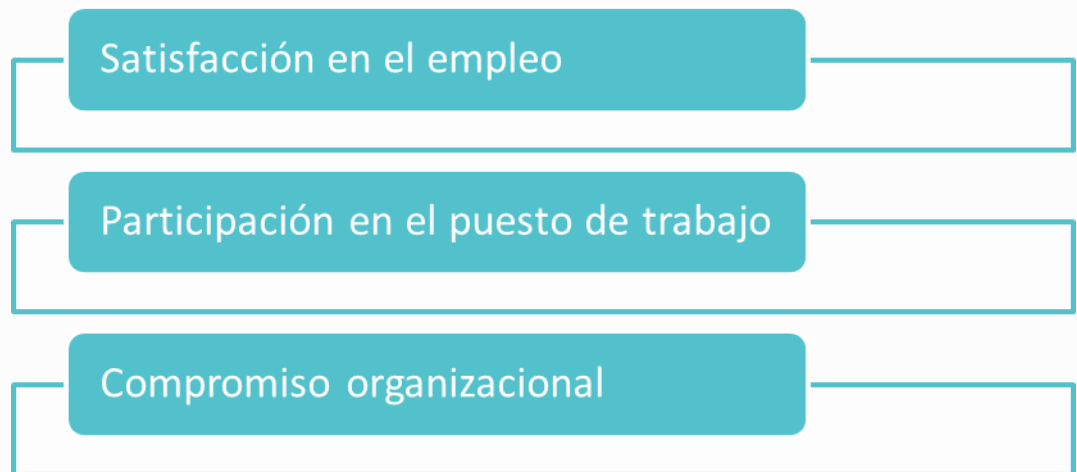 Satisfacción en el empleo
Participación en el puesto de trabajo
Compromiso organizacional